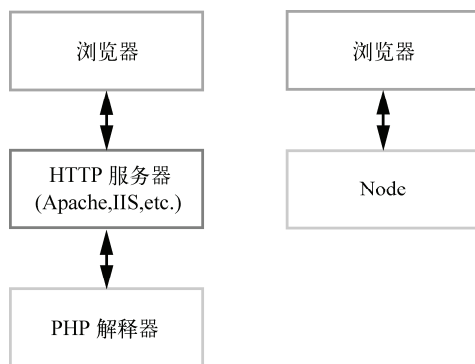 浏览器
HTTP 服务器
(Apache,IIS,etc.)
PHP 解释器
浏览器
Node